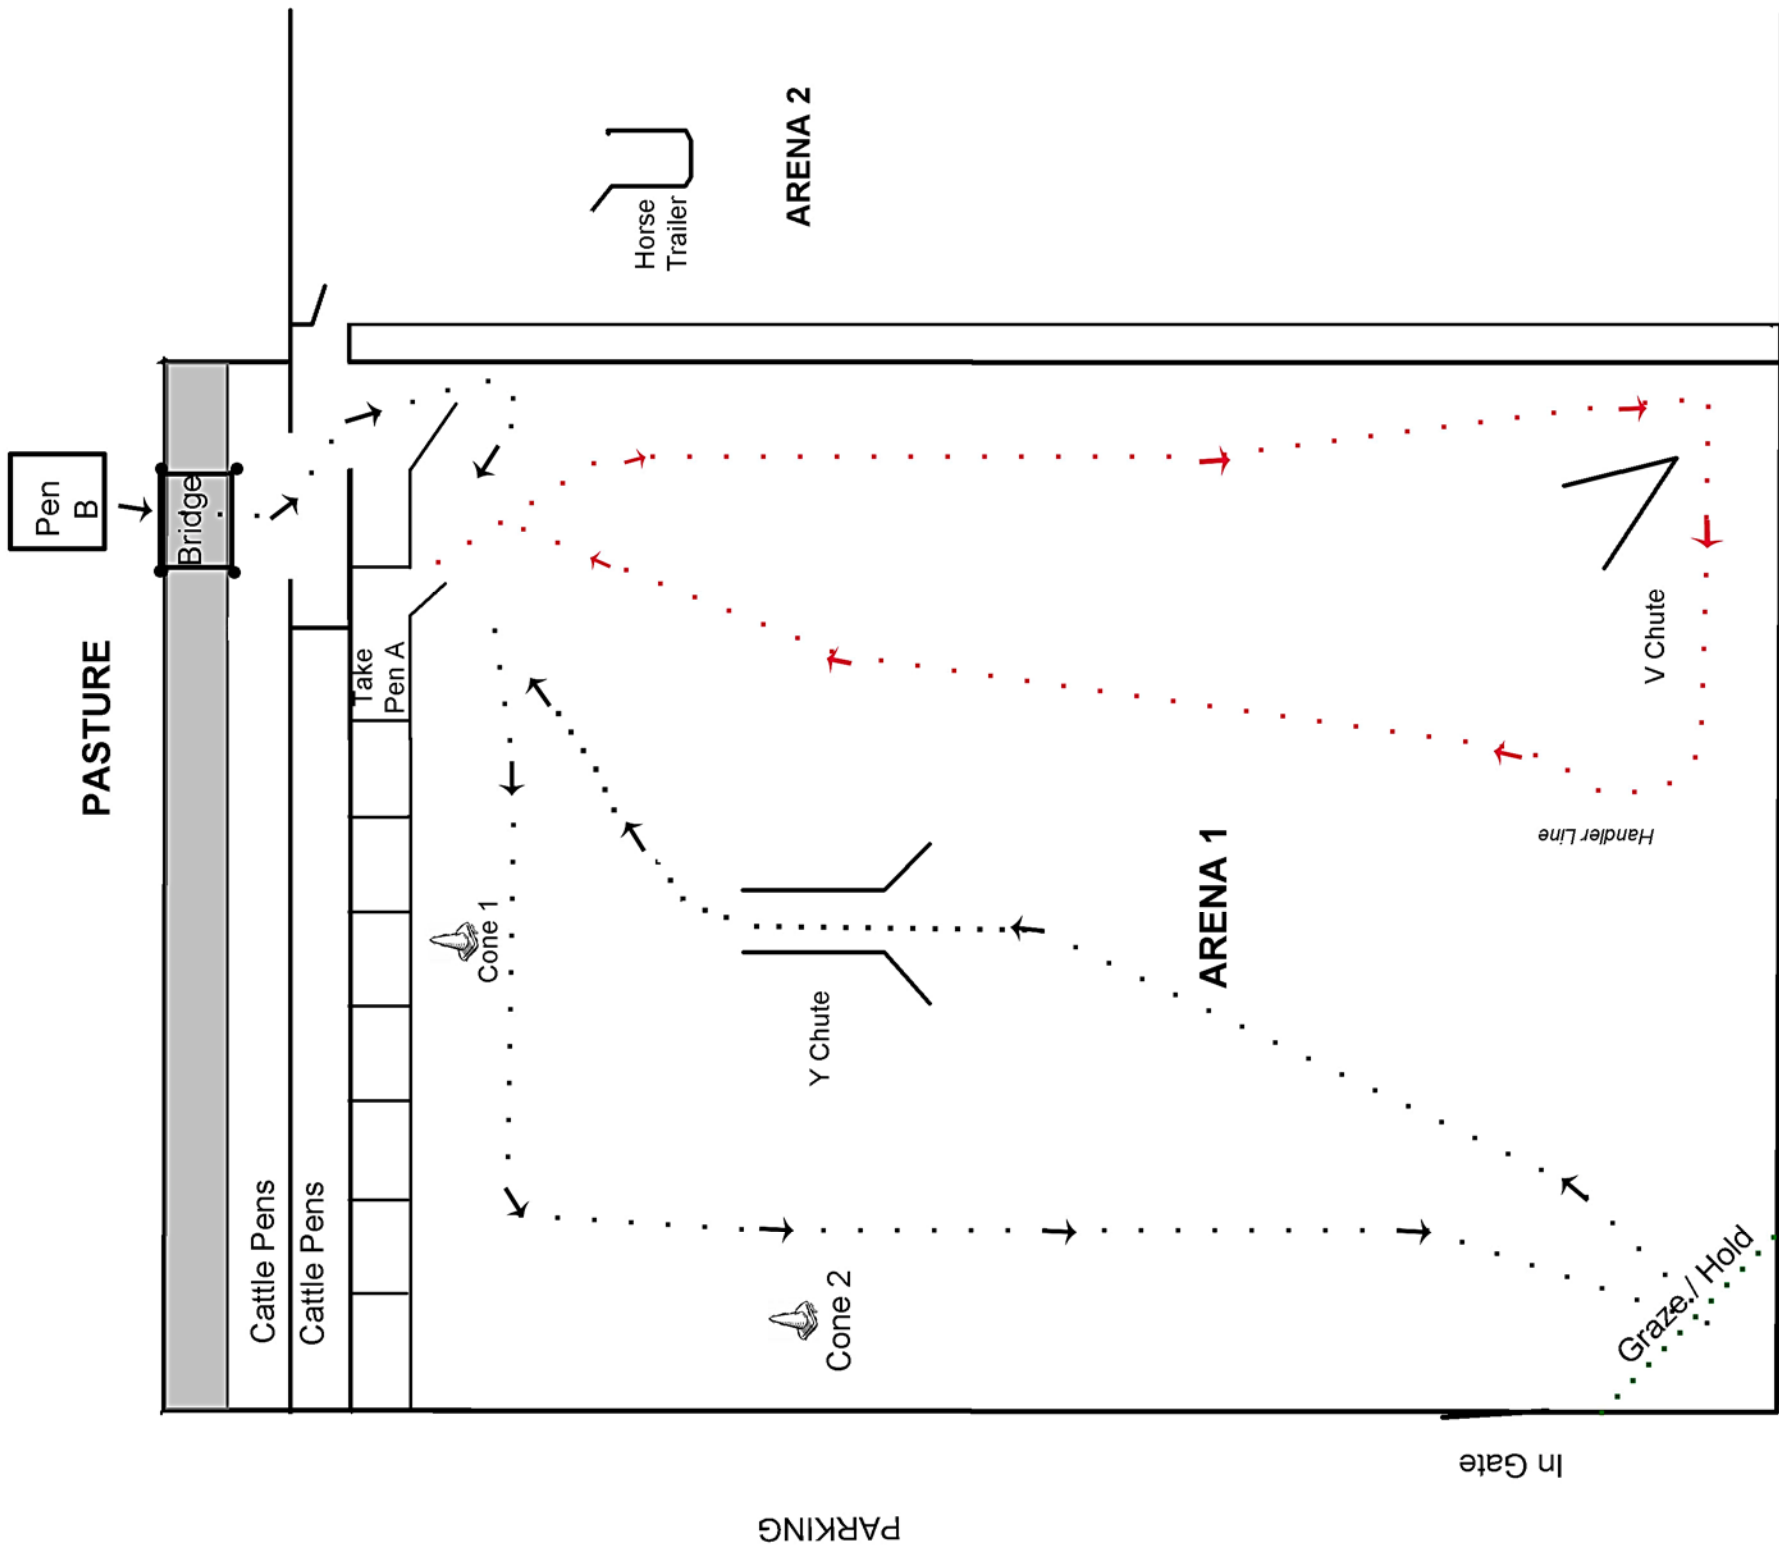 Pen
B
Bridge
PASTURE
Cattle Pens
Cattle Pens
Take
Pen A
Horse
Trailer
ARENA 2
Cone 1
Cone 2
Y Chute
ARENA 1
V Chute
Handler Line
Graze / Hold
In Gate
PARKING